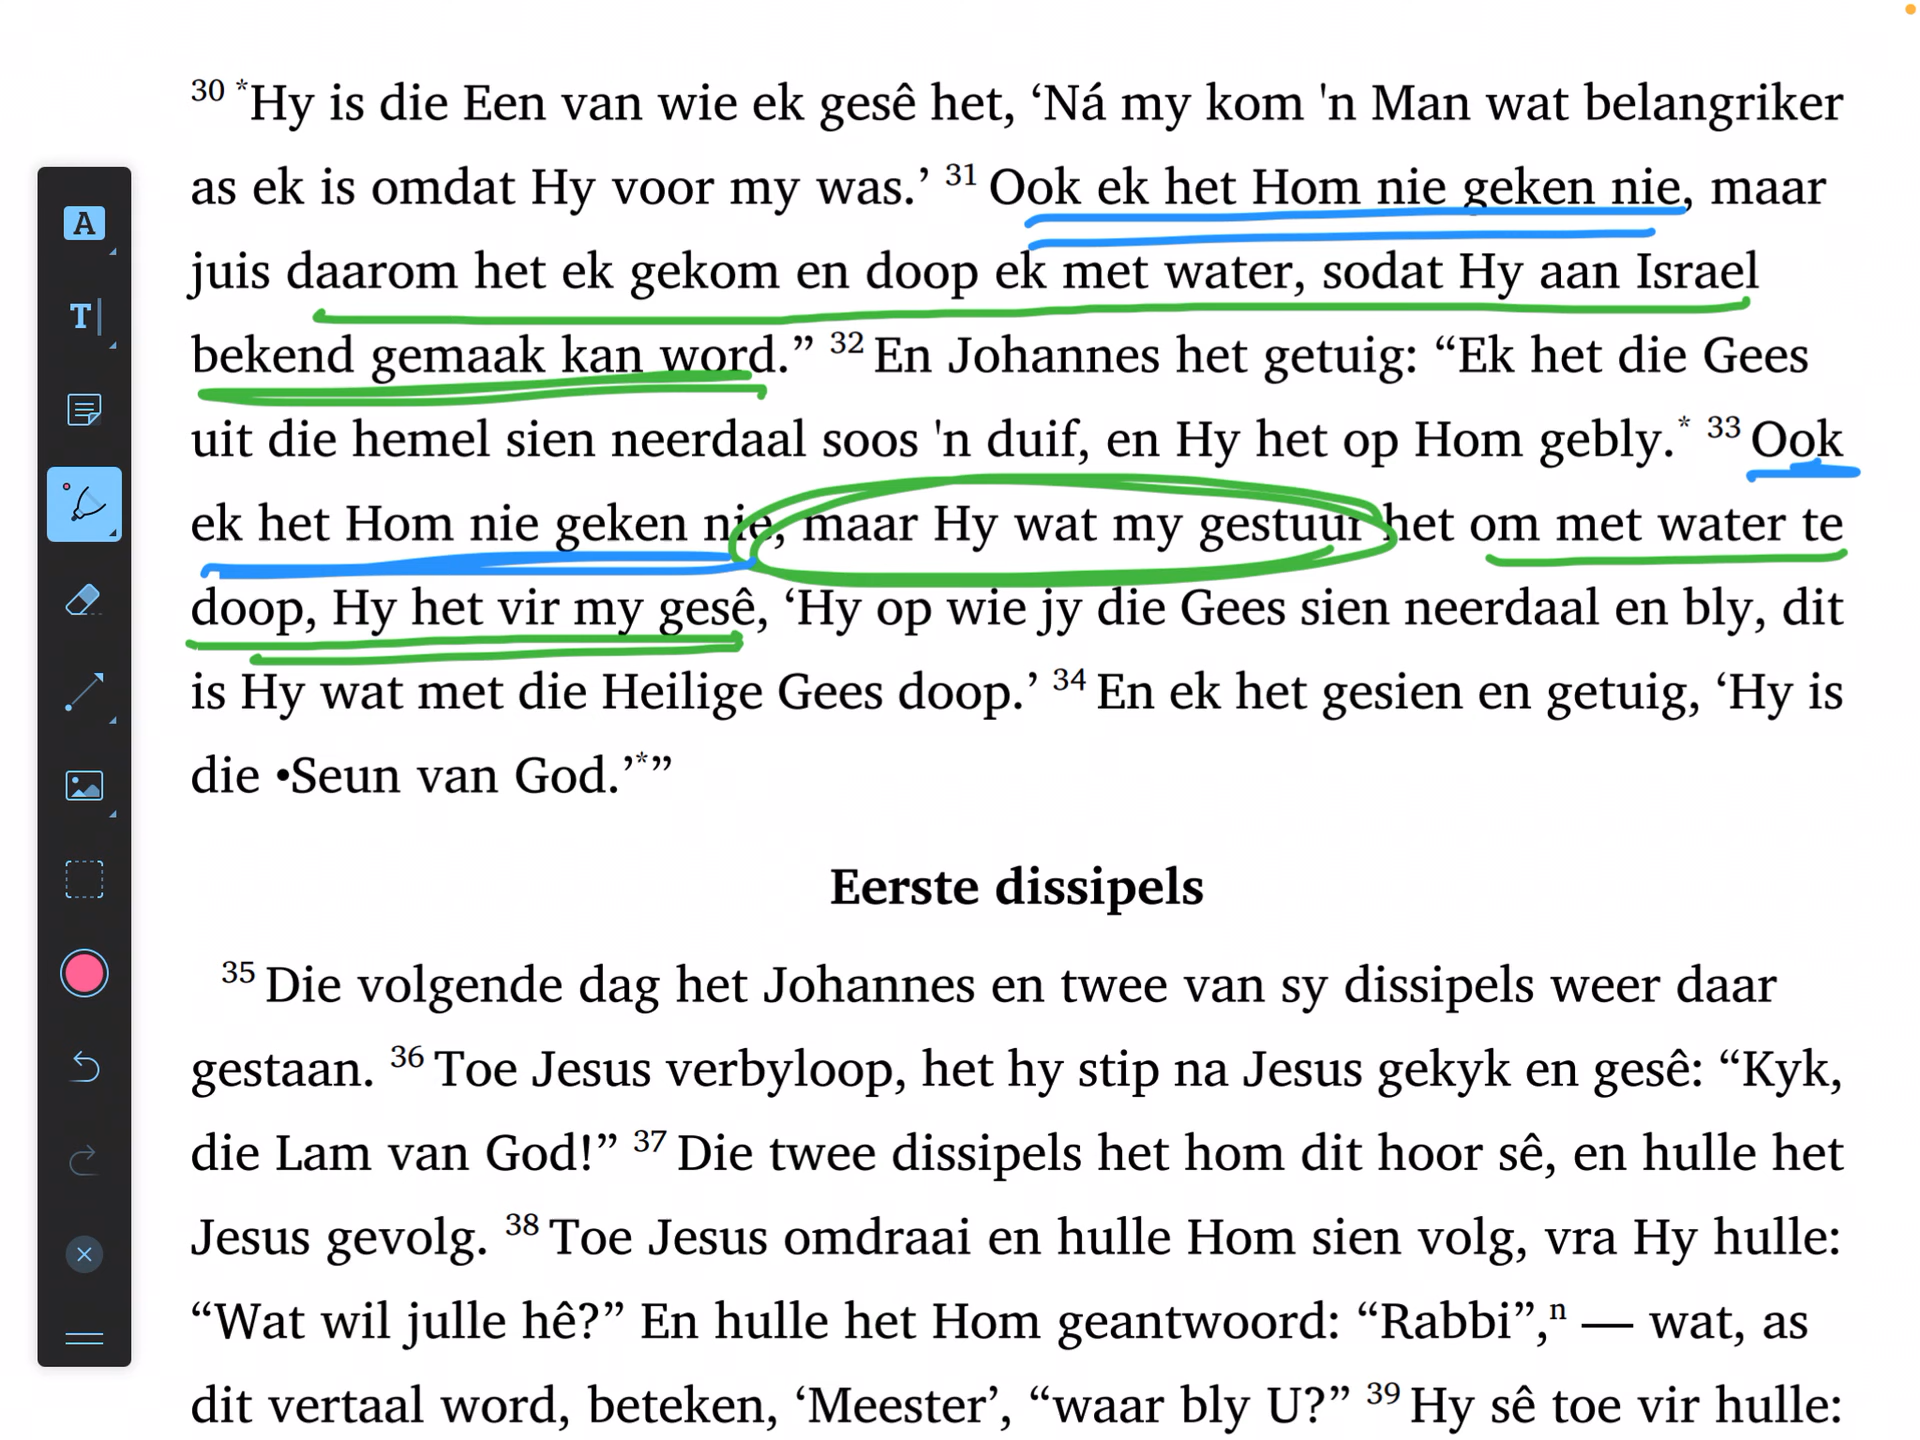 30 *Hy is die Een van wie ek gesê het, ‘Ná my kom 'n Man wat belangriker
as ek is omdat Hy voor my was.’ 31 Ook ek het Hom nie geken nie, maar
juis daarom het ek gekom en doop ek met water, sodat Hy aan Israel
bekend gemaak kan word.” 32 En Johannes het getuig: “Ek het die Gees
uit die hemel sien neerdaal soos 'n duif, en Hy het op Hom gebly.* 33 Ook
ek het Hom nie geken nie, maar Hy wat my gestuur het om met water te
doop, Hy het vir my gesê, ‘Hy op wie jy die Gees sien neerdaal en bly, dit
is Hy wat met die Heilige Gees doop.’ 34 En ek het gesien en getuig, ‘Hy is
die •Seun van God.’*”
Eerste dissipels
35 Die volgende dag het Johannes en twee van sy dissipels weer daar
gestaan. 36 Toe Jesus verbyloop, het hy stip na Jesus gekyk en gesê: “Kyk,
die Lam van God!” 37 Die twee dissipels het hom dit hoor sê, en hulle het
Jesus gevolg. 38 Toe Jesus omdraai en hulle Hom sien volg, vra Hy hulle:
“Wat wil julle hê?” En hulle het Hom geantwoord: “Rabbi”,n — wat, as
dit vertaal word, beteken, ‘Meester’, “waar bly U?” 39 Hy sê toe vir hulle:
A
T